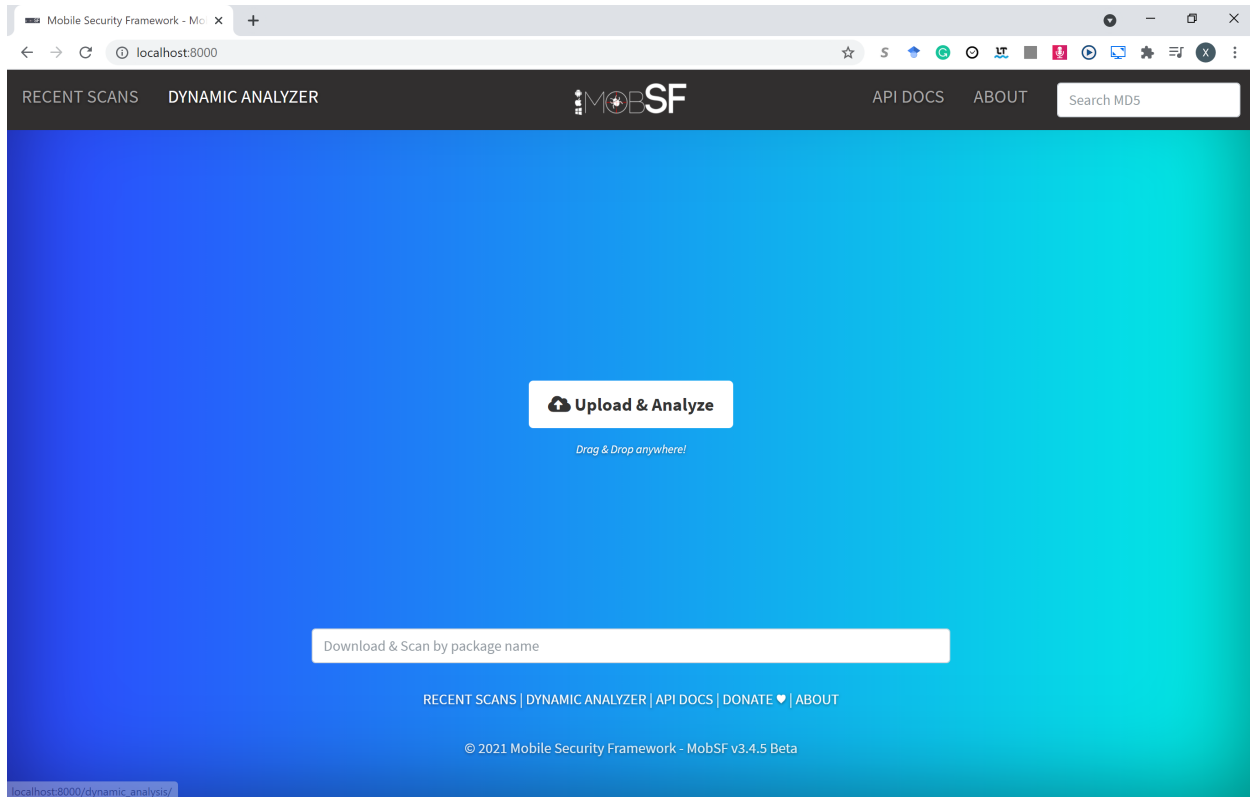 Mobile Security Framework - Mo
localhost:8000
X
RECENT SCANS
DYNAMIC ANALYZER
MOBSF
API DOCS
ABOUT
Search MD5
Upload & Analyze
Drag & Drop anywhere!
Download & Scan by package name
RECENT SCANS | DYNAMIC ANALYZER | API DOCS | DONATE ♥ | ABOUT
© 2021 Mobile Security Framework - MobSF v3.4.5 Beta
localhost:8000/dynamic_analysis/